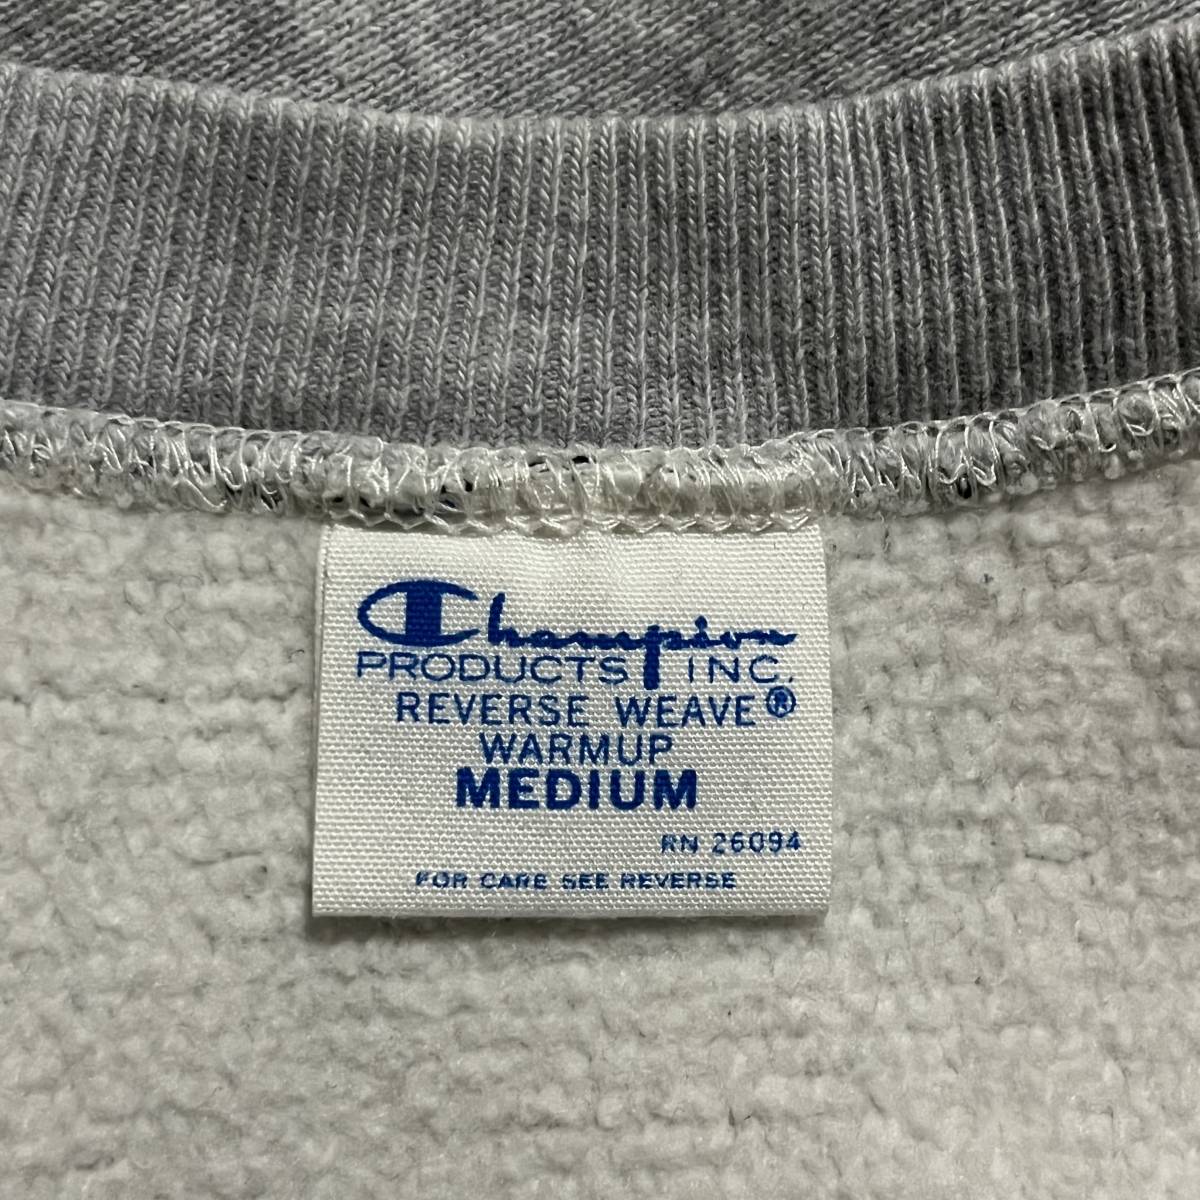 Champion
PRODUCTS INC.
REVERSE WEAVE®
WARMUP
MEDIUM
RN 26094
FOR CARE SEE REVERSE